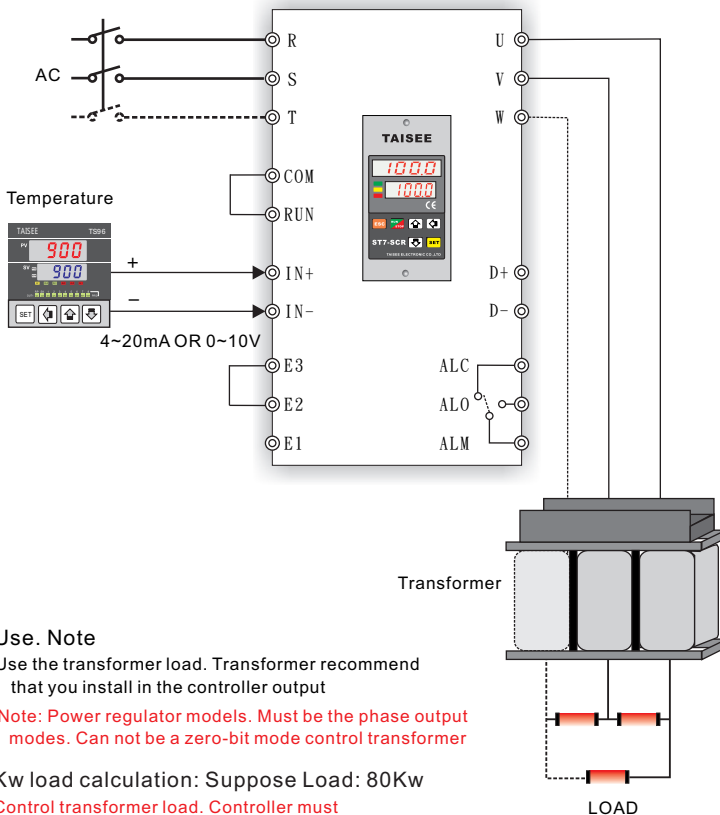 R
U
AC
S
V
T
W
TAISEE
100.0
100.0
CE
COM
RUN
ST7-SCR
SET
TAISEE ELECTRONIC CO.,LTD
Temperature
TAISEE TS96
PV 900
SV 900
SET
+
IN+
D+
−
IN-
D-
4~20mA OR 0~10V
E3
ALC
E2
ALO
E1
ALM
Transformer
Use. Note
Use the transformer load. Transformer recommend
that you install in the controller output
Note: Power regulator models. Must be the phase output
modes. Can not be a zero-bit mode control transformer
Kw load calculation: Suppose Load: 80Kw
Control transformer load. Controller must
LOAD